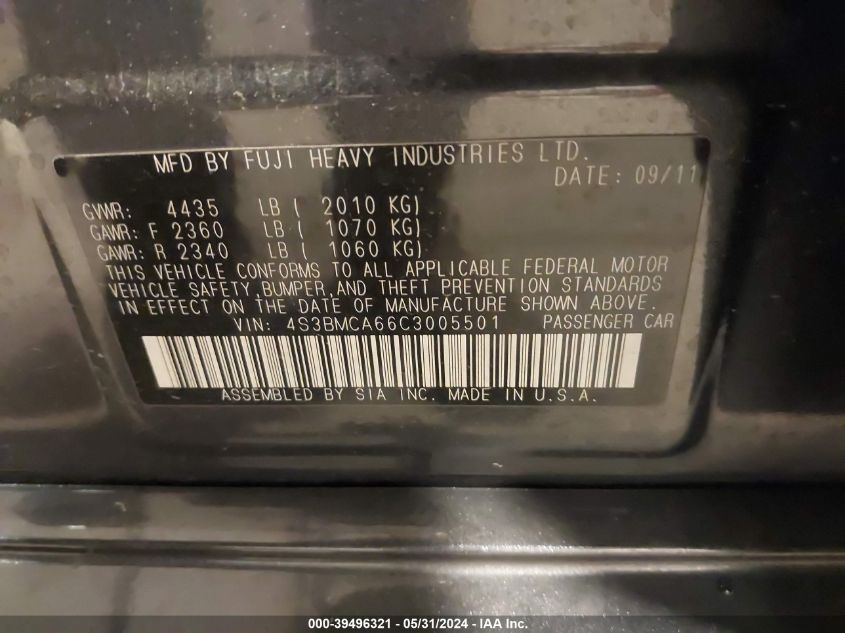 MFD BY FUJI HEAVY INDUSTRIES LTD.
DATE: 09/11
GVWR: 4435 LB ( 2010 KG)
GAWR: F 2360 LB ( 1070 KG)
GAWR: R 2340 LB ( 1060 KG)
THIS VEHICLE CONFORMS TO ALL APPLICABLE FEDERAL MOTOR
VEHICLE SAFETY, BUMPER, AND THEFT PREVENTION STANDARDS
IN EFFECT ON THE DATE OF MANUFACTURE SHOWN ABOVE.
VIN: 4S3BMCA66C3005501 PASSENGER CAR
ASSEMBLED BY SIA INC. MADE IN U.S.A.
000-39496321 - 05/31/2024 - IAA Inc.